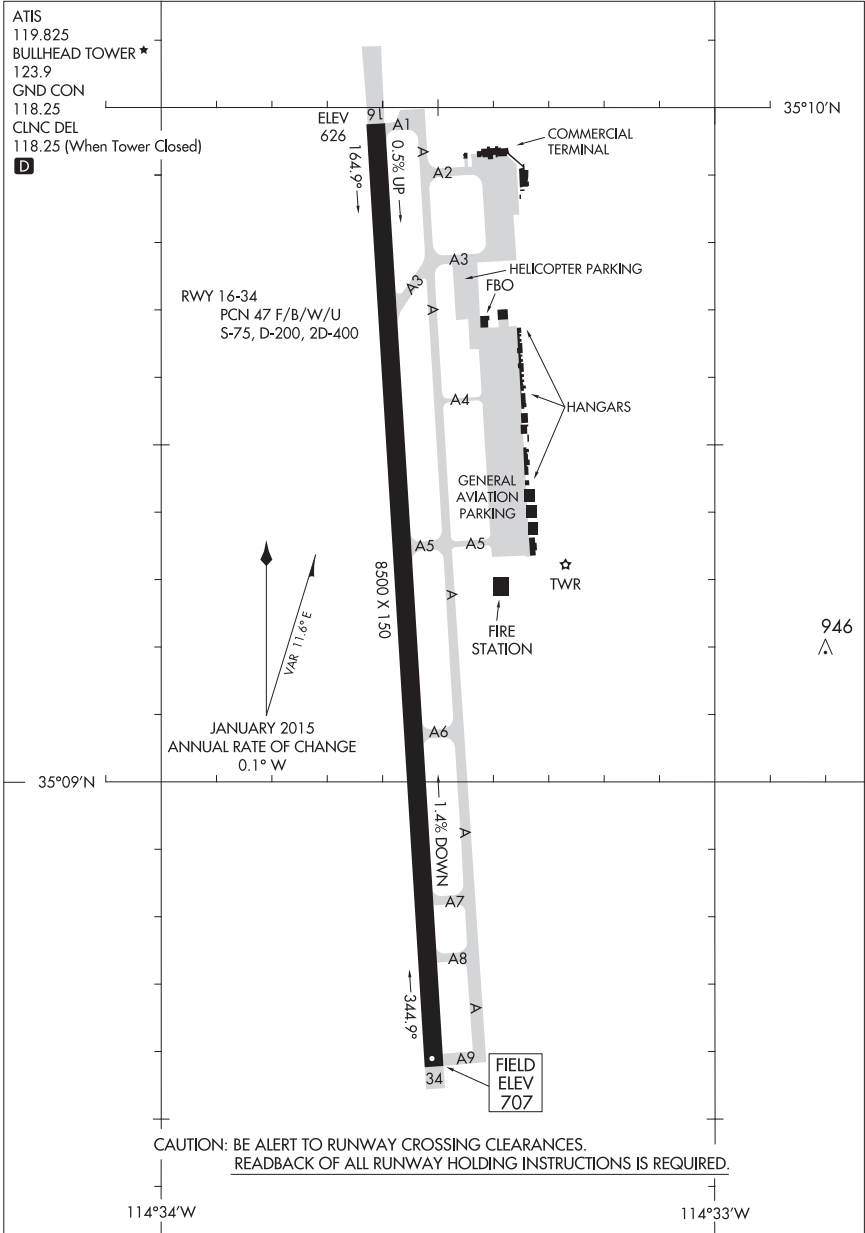 ATIS
119.825
BULLHEAD TOWER ★
123.9
GND CON
118.25
CLNC DEL
118.25 (When Tower Closed)
D
35°10'N
ELEV
626
16
A1
164.9°
0.5% UP
A
A2
COMMERCIAL
TERMINAL
A3
A3
HELICOPTER PARKING
FBO
A
RWY 16-34
PCN 47 F/B/W/U
S-75, D-200, 2D-400
A4
HANGARS
GENERAL
AVIATION
PARKING
A5
A5
TWR
8500 X 150
A
FIRE
STATION
946
VAR 11.6° E
JANUARY 2015
ANNUAL RATE OF CHANGE
0.1° W
A6
35°09'N
1.4% DOWN
A
A7
A8
344.9°
A
A9
34
FIELD
ELEV
707
CAUTION: BE ALERT TO RUNWAY CROSSING CLEARANCES.
READBACK OF ALL RUNWAY HOLDING INSTRUCTIONS IS REQUIRED.
114°34'W
114°33'W